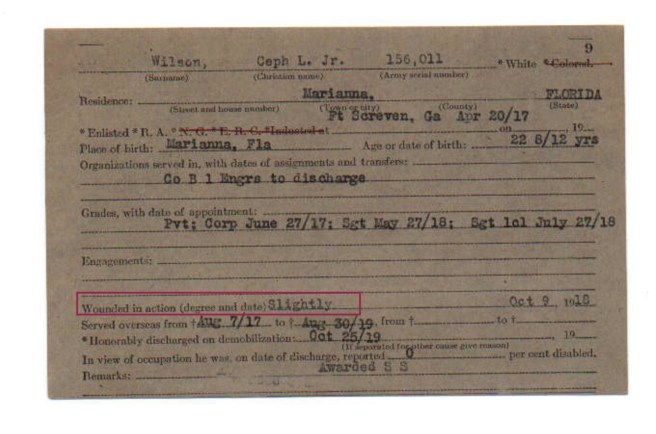 9
Wilson, Ceph L. Jr. 156,011 * White * Colored.
(Surname) (Christian name) (Army serial number)
Residence: Marianna, FLORIDA
(Street and house number) (Town or city) (County) (State)
Ft Screven, Ga Apr 20/17
* Enlisted * R. A. * N. G. * E. R. C. * Inducted at on , 19
Place of birth: Marianna, Fla Age or date of birth: 22 8/12 yrs
Organizations served in, with dates of assignments and transfers:
Co B 1 Engrs to discharge
Grades, with date of appointment:
Pvt; Corp June 27/17; Sgt May 27/18; Sgt lcl July 27/18
Engagements:
Wounded in action (degree and date) Slightly Oct 9 , 1918
Served overseas from † Aug 7/17 to † Aug 30/19, from † to †
* Honorably discharged on demobilization: Oct 25/19 , 19
(If separated for other cause give reason)
In view of occupation he was, on date of discharge, reported 0 per cent disabled.
Remarks: Awarded S S